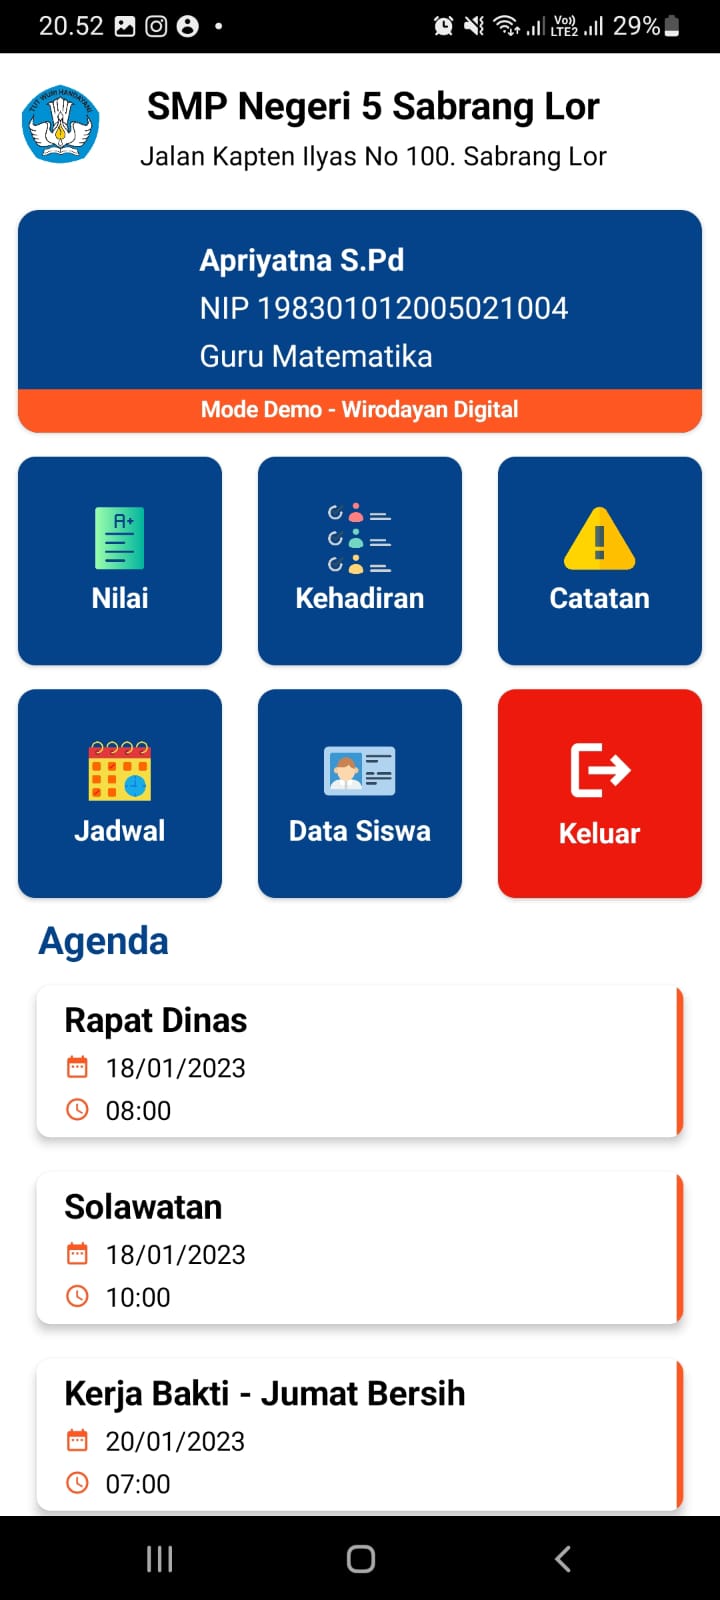 20.52
Vo))
LTE2
29%
TUT WURI HANDAYANI
SMP Negeri 5 Sabrang Lor
Jalan Kapten Ilyas No 100. Sabrang Lor
Apriyatna S.Pd
NIP 198301012005021004
Guru Matematika
Mode Demo - Wirodayan Digital
A+
Nilai
Kehadiran
Catatan
Jadwal
Data Siswa
Keluar
Agenda
Rapat Dinas
18/01/2023
08:00
Solawatan
18/01/2023
10:00
Kerja Bakti - Jumat Bersih
20/01/2023
07:00